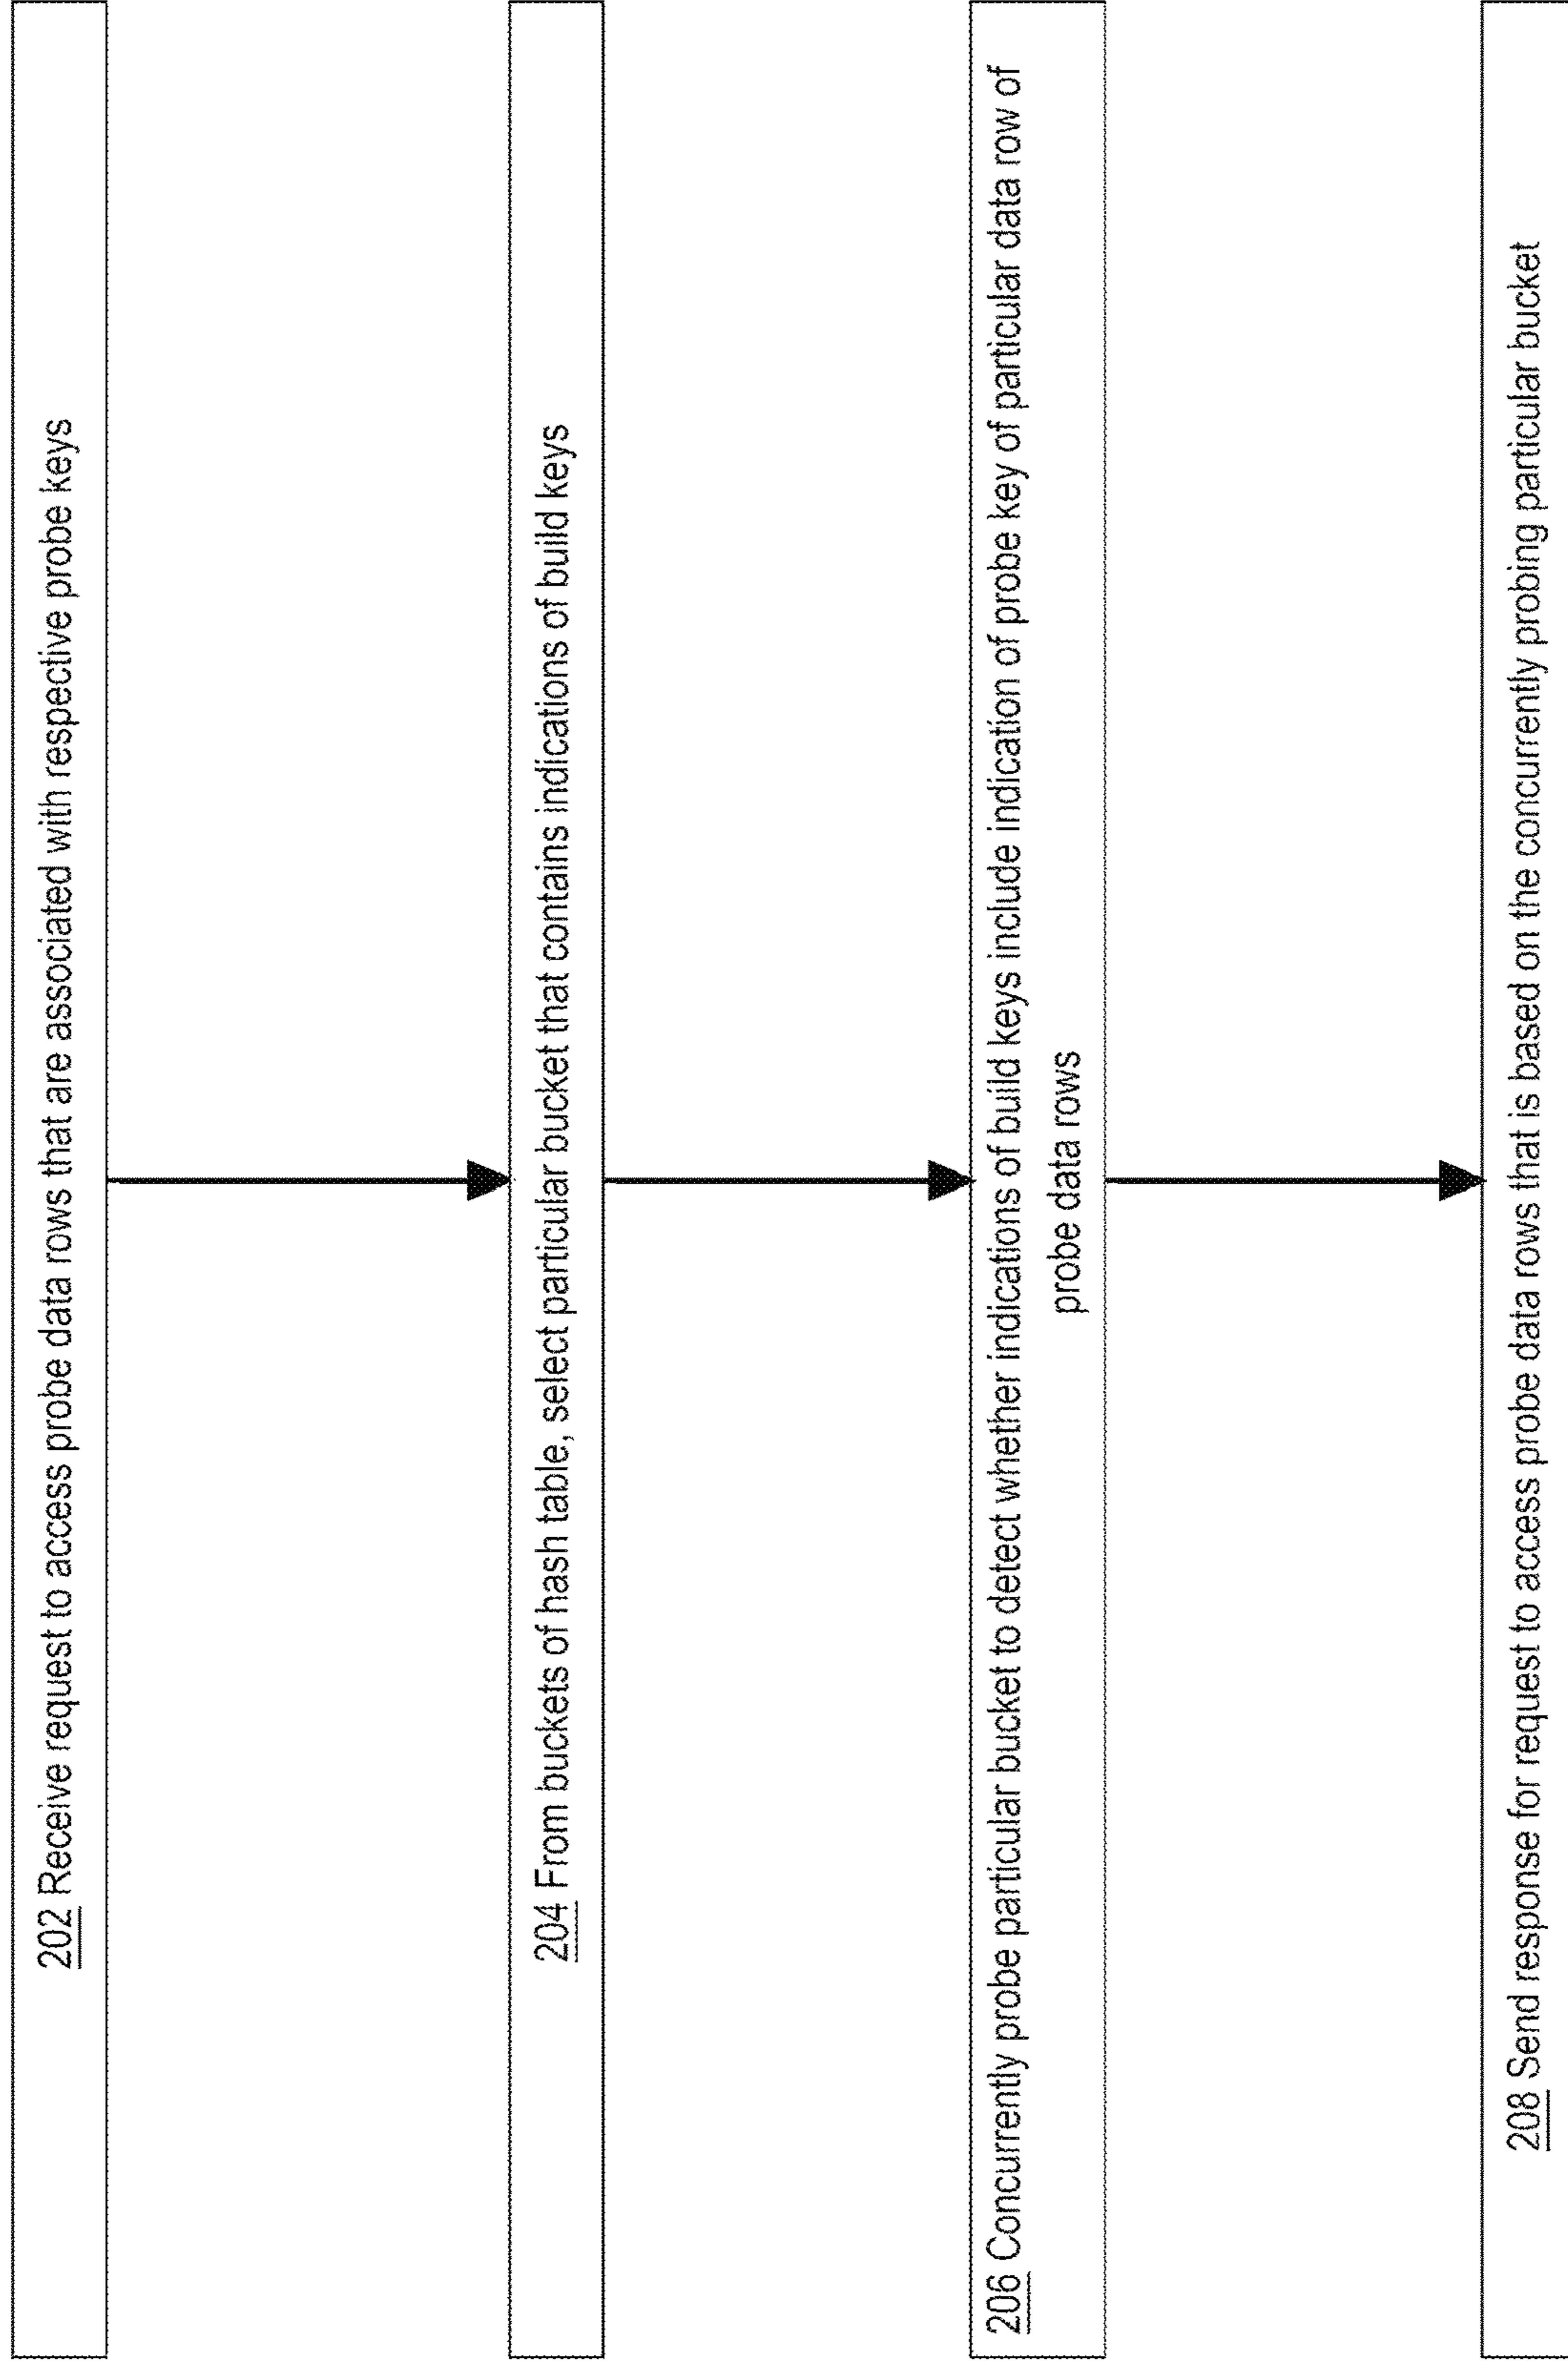 202 Receive request to access probe data rows that are associated with respective probe keys
204 From buckets of hash table, select particular bucket that contains indications of build keys
206 Concurrently probe particular bucket to detect whether indications of build keys include indication of probe key of particular data row of
probe data rows
208 Send response for request to access probe data rows that is based on the concurrently probing particular bucket